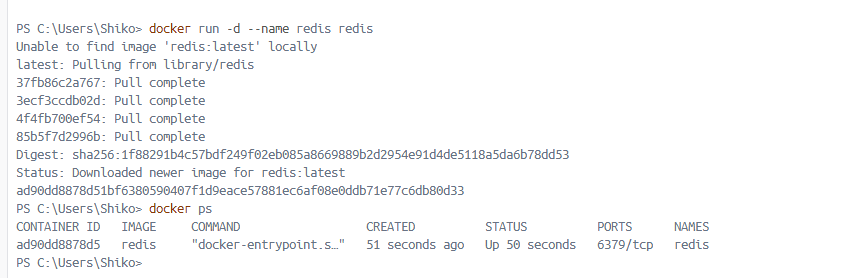 PS C:\Users\Shiko> docker run -d --name redis redis
Unable to find image 'redis:latest' locally
latest: Pulling from library/redis
37fb86c2a767: Pull complete
3ecf3ccdb02d: Pull complete
4f4fb700ef54: Pull complete
85b5f7d2996b: Pull complete
Digest: sha256:1f88291b4c57bdf249f02eb085a8669889b2d2954e91d4de5118a5da6b78dd53
Status: Downloaded newer image for redis:latest
ad90dd8878d51bf6380590407f1d9eace57881ec6af08e0ddb71e77c6db80d33
PS C:\Users\Shiko> docker ps
CONTAINER ID   IMAGE     COMMAND                  CREATED          STATUS          PORTS      NAMES
ad90dd8878d5   redis     "docker-entrypoint.s…"   51 seconds ago   Up 50 seconds   6379/tcp   redis
PS C:\Users\Shiko>